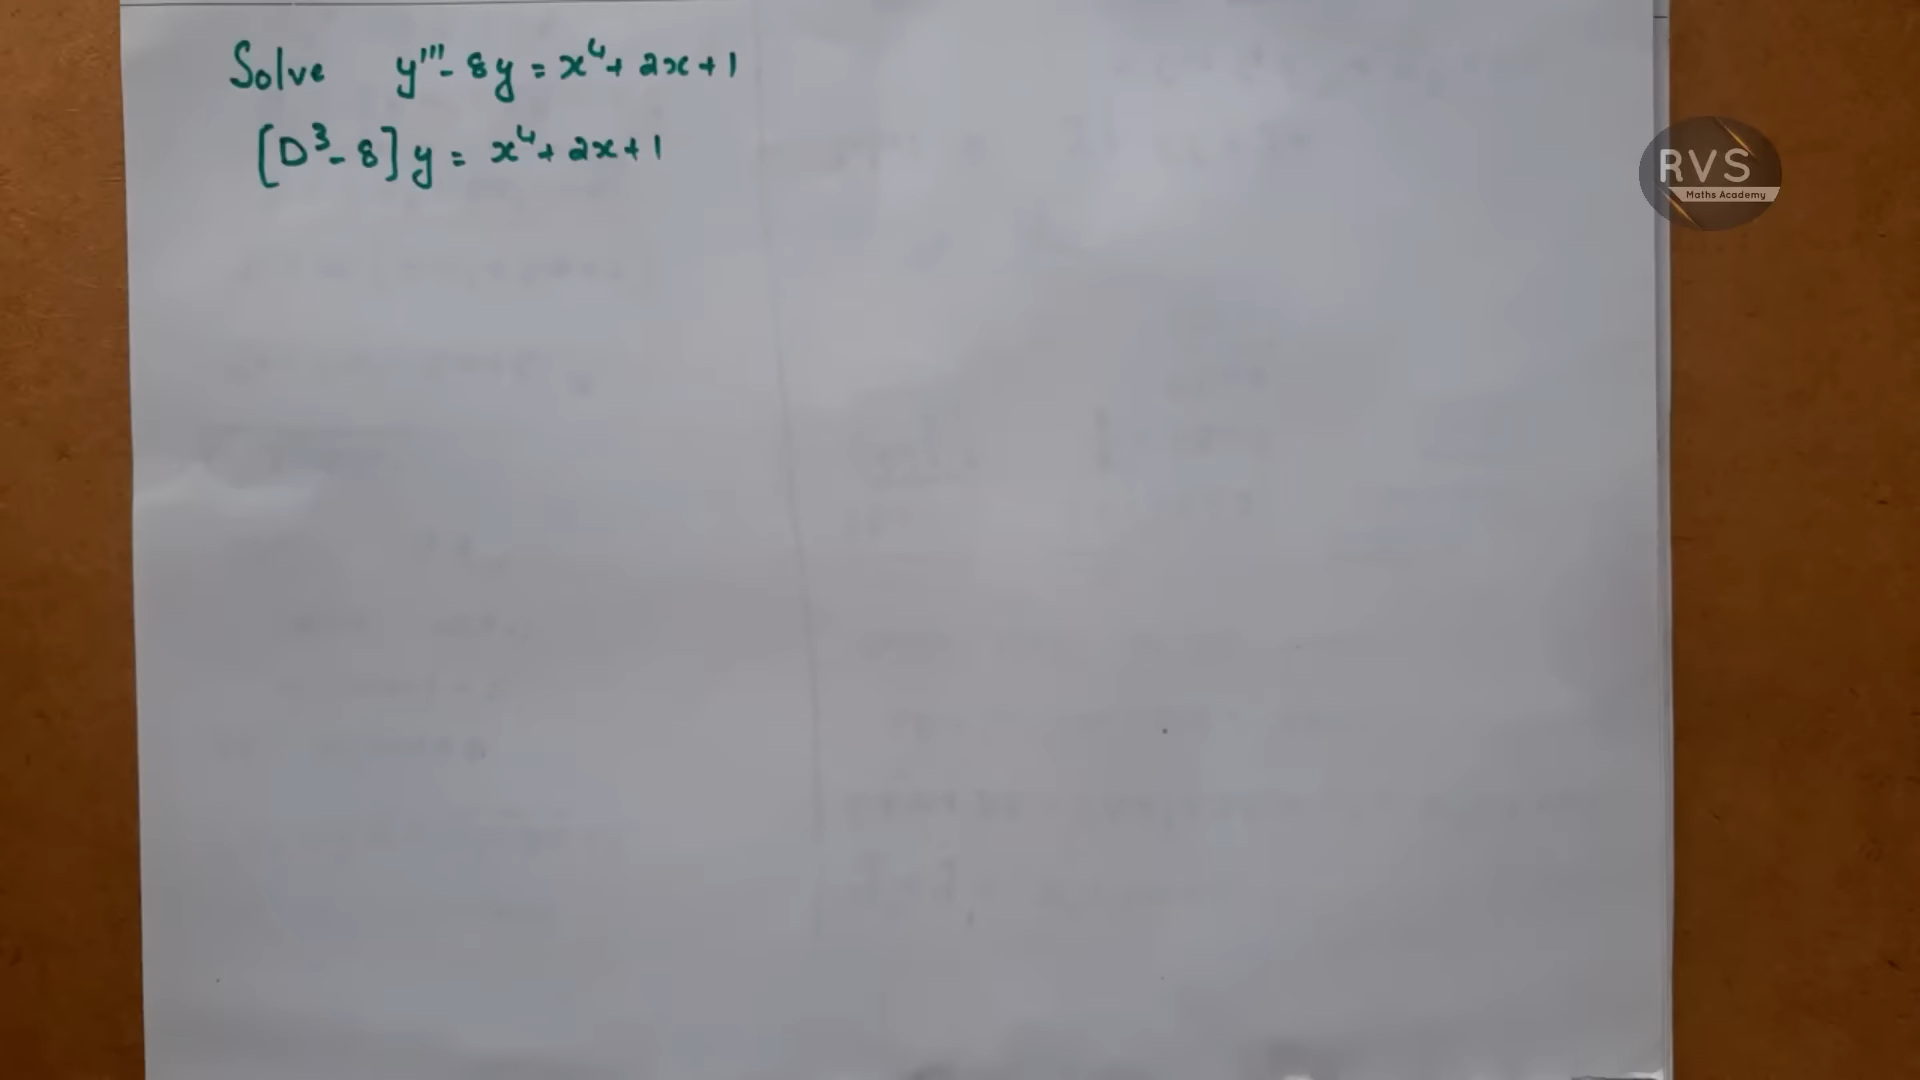 Solve y''' - 8y = x⁴ + 2x + 1
[D³ - 8] y = x⁴ + 2x + 1
RVS
Maths Academy